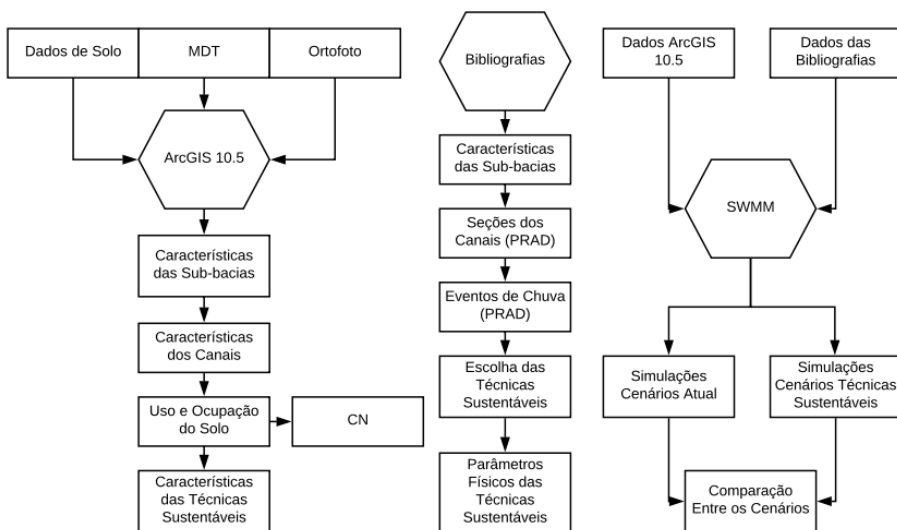 Dados de Solo
MDT
Ortofoto
ArcGIS 10.5
Características
das Sub-bacias
Características
dos Canais
Uso e Ocupação
do Solo
CN
Características
das Técnicas
Sustentáveis
Bibliografias
Características
das Sub-bacias
Seções dos
Canais (PRAD)
Eventos de Chuva
(PRAD)
Escolha das
Técnicas
Sustentáveis
Parâmetros
Físicos das
Técnicas
Sustentáveis
Dados ArcGIS
10.5
Dados das
Bibliografias
SWMM
Simulações
Cenários Atual
Simulações
Cenários Técnicas
Sustentáveis
Comparação
Entre os Cenários